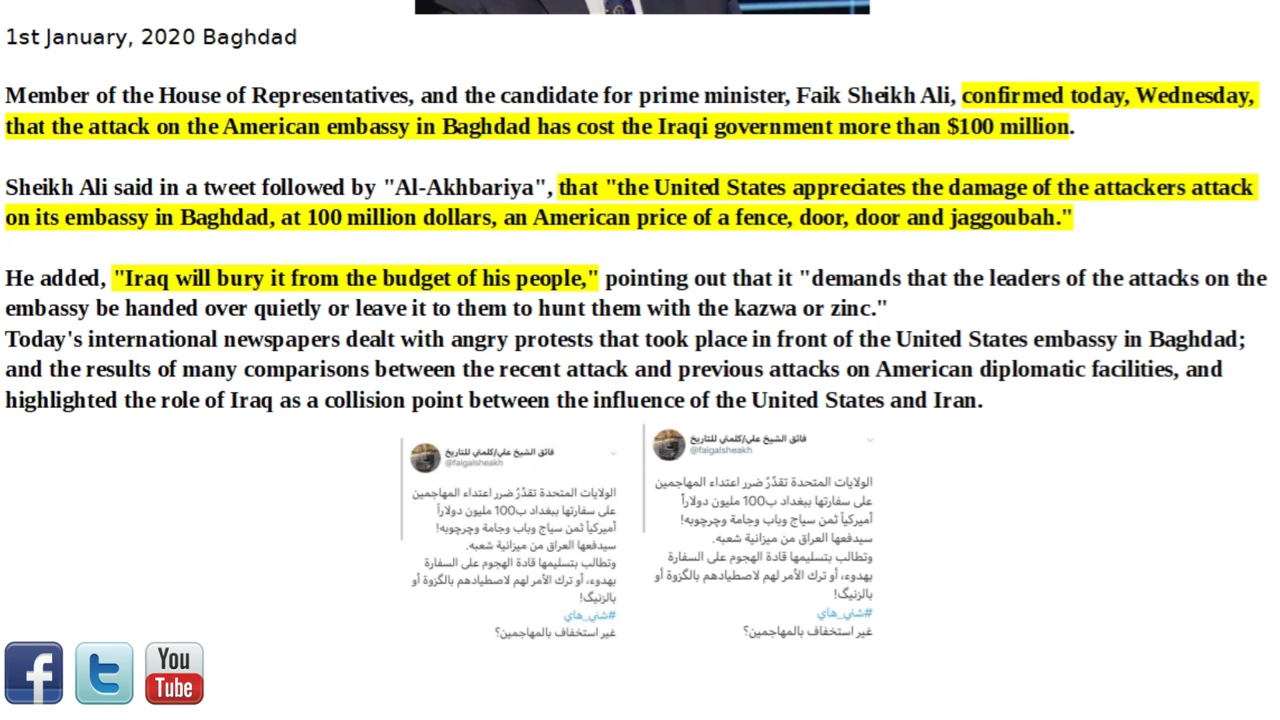 1st January, 2020 Baghdad
Member of the House of Representatives, and the candidate for prime minister, Faik Sheikh Ali, confirmed today, Wednesday,
that the attack on the American embassy in Baghdad has cost the Iraqi government more than $100 million.
Sheikh Ali said in a tweet followed by "Al-Akhbariya", that "the United States appreciates the damage of the attackers attack
on its embassy in Baghdad, at 100 million dollars, an American price of a fence, door, door and jaggoubah."
He added, "Iraq will bury it from the budget of his people," pointing out that it "demands that the leaders of the attacks on the
embassy be handed over quietly or leave it to them to hunt them with the kazwa or zinc."
Today's international newspapers dealt with angry protests that took place in front of the United States embassy in Baghdad;
and the results of many comparisons between the recent attack and previous attacks on American diplomatic facilities, and
highlighted the role of Iraq as a collision point between the influence of the United States and Iran.
فائق الشيخ علي/كلمتي للتاريخ
@faigalsheakh
الولايات المتحدة تقدّرُ ضرر اعتداء المهاجمين
على سفارتها ببغداد ب100 مليون دولاراً
أميركياً ثمن سياج وباب وجامة وچرچوبه!
سيدفعها العراق من ميزانية شعبه.
وتطالب بتسليمها قادة الهجوم على السفارة
بهدوء، أو ترك الأمر لهم لاصطيادهم بالگزوة أو
بالزنيگ!
#شني_هاي
غير استخفاف بالمهاجمين؟
فائق الشيخ علي/كلمتي للتاريخ
@faigalsheakh
الولايات المتحدة تقدّرُ ضرر اعتداء المهاجمين
على سفارتها ببغداد ب100 مليون دولاراً
أميركياً ثمن سياج وباب وجامة وچرچوبه!
سيدفعها العراق من ميزانية شعبه.
وتطالب بتسليمها قادة الهجوم على السفارة
بهدوء، أو ترك الأمر لهم لاصطيادهم بالگزوة أو
بالزنيگ!
#شني_هاي
غير استخفاف بالمهاجمين؟
You
Tube